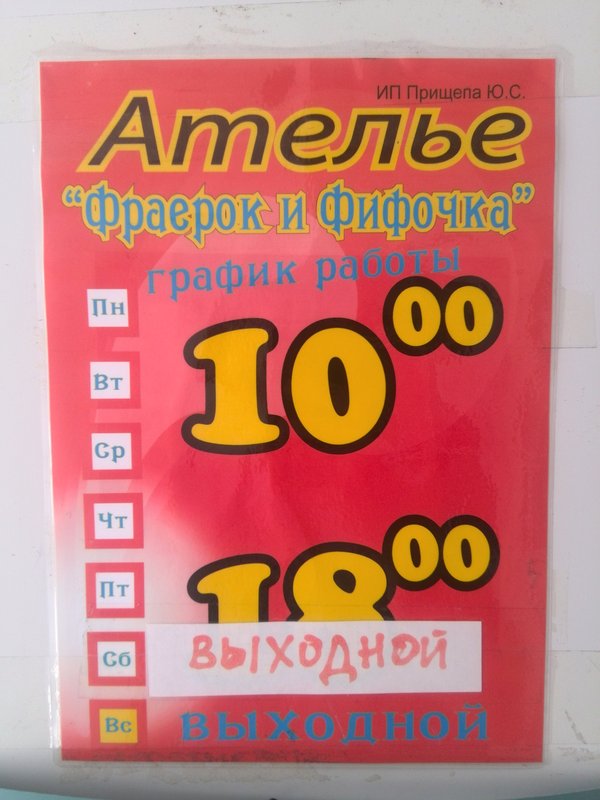 ИП Прищепа Ю.С.
Ателье
“Фраерок и Фифочка”
график работы
Пн
10⁰⁰
Вт
Ср
Чт
18⁰⁰
Пт
Сб ВЫХОДНОЙ
Вс ВЫХОДНОЙ